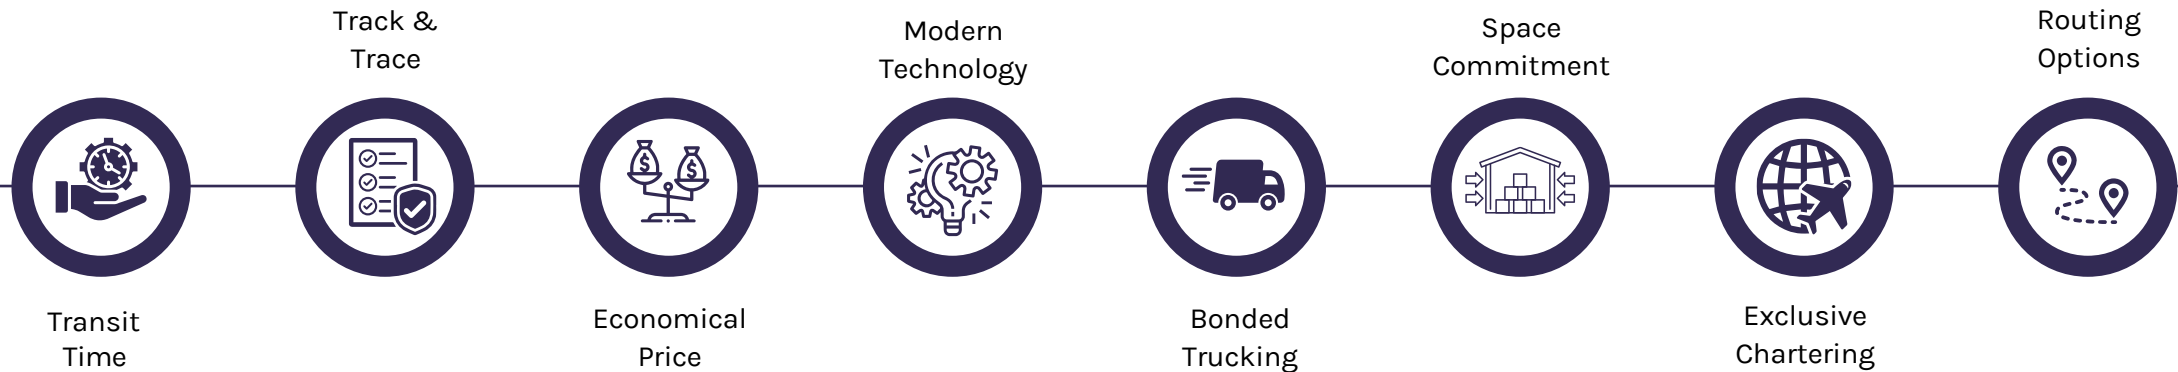 Transit
Time
Track &
Trace
Economical
Price
Modern
Technology
Bonded
Trucking
Space
Commitment
Exclusive
Chartering
Routing
Options